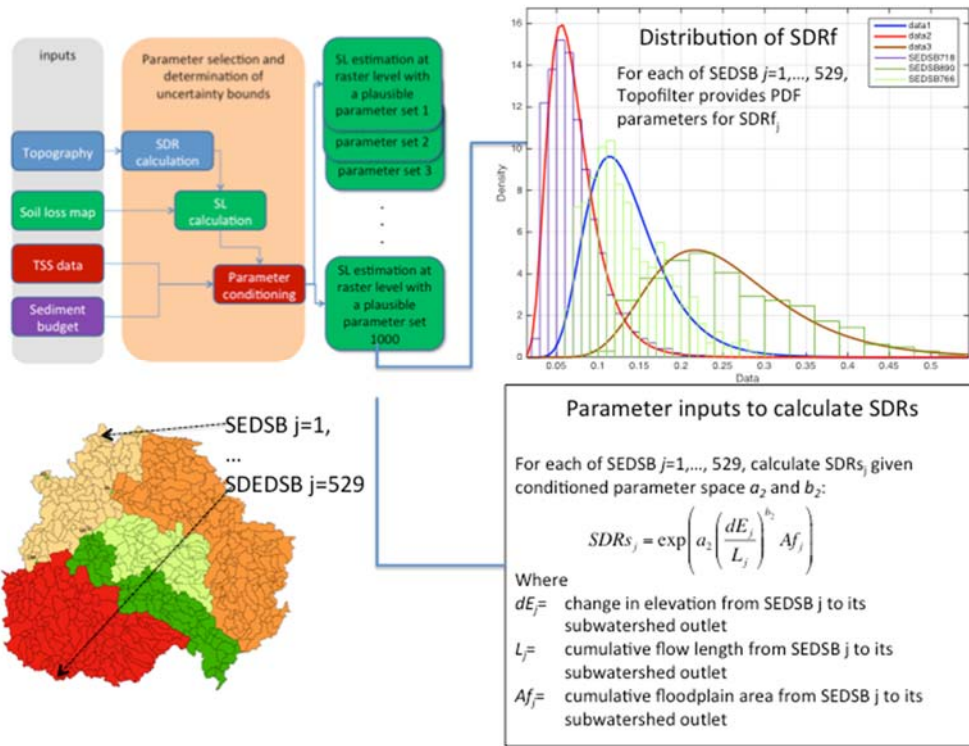 inputs
Topography
Soil loss map
TSS data
Sediment
budget
Parameter selection and
determination of
uncertainty bounds
SDR
calculation
SL
calculation
Parameter
conditioning
SL estimation at
raster level with
a plausible
parameter set 1
parameter set 2
parameter set 3
SL estimation at
raster level with
a plausible
parameter set
1000
Distribution of SDRf
For each of SEDSB j=1,..., 529,
Topofilter provides PDF
parameters for SDRfj
data1
data2
data3
SEDSB718
SEDSB890
SEDSB766
Density
16
14
12
10
8
6
4
2
0
0.05
0.1
0.15
0.2
0.25
0.3
0.35
0.4
0.45
0.5
Data
SEDSB j=1,
...
SDEDSB j=529
Parameter inputs to calculate SDRs
For each of SEDSB j=1,..., 529, calculate SDRsj given
conditioned parameter space a2 and b2:
SDRsj = exp(a2(dEj/Lj)^b2 Afj)
Where
dEj= change in elevation from SEDSB j to its
subwatershed outlet
Lj= cumulative flow length from SEDSB j to its
subwatershed outlet
Afj= cumulative floodplain area from SEDSB j to its
subwatershed outlet